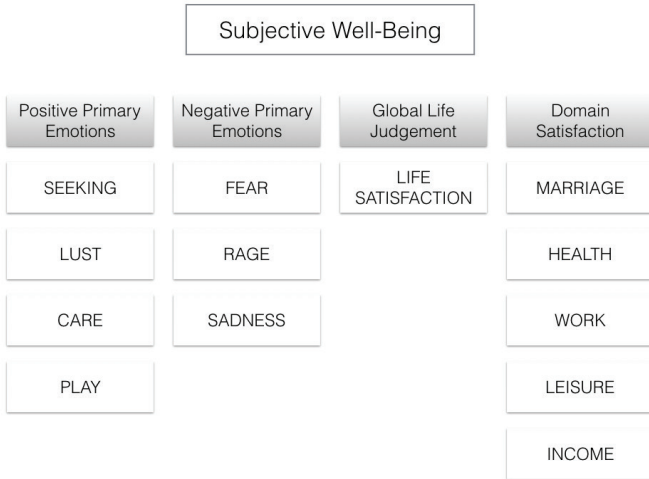 Subjective Well-Being
Positive Primary
Emotions
Negative Primary
Emotions
Global Life
Judgement
Domain
Satisfaction
SEEKING
FEAR
LIFE
SATISFACTION
MARRIAGE
LUST
RAGE
HEALTH
CARE
SADNESS
WORK
PLAY
LEISURE
INCOME